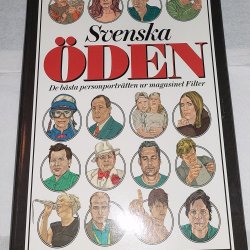 Svenska
ÖDEN
De bästa personporträtten ur magasinet Filter